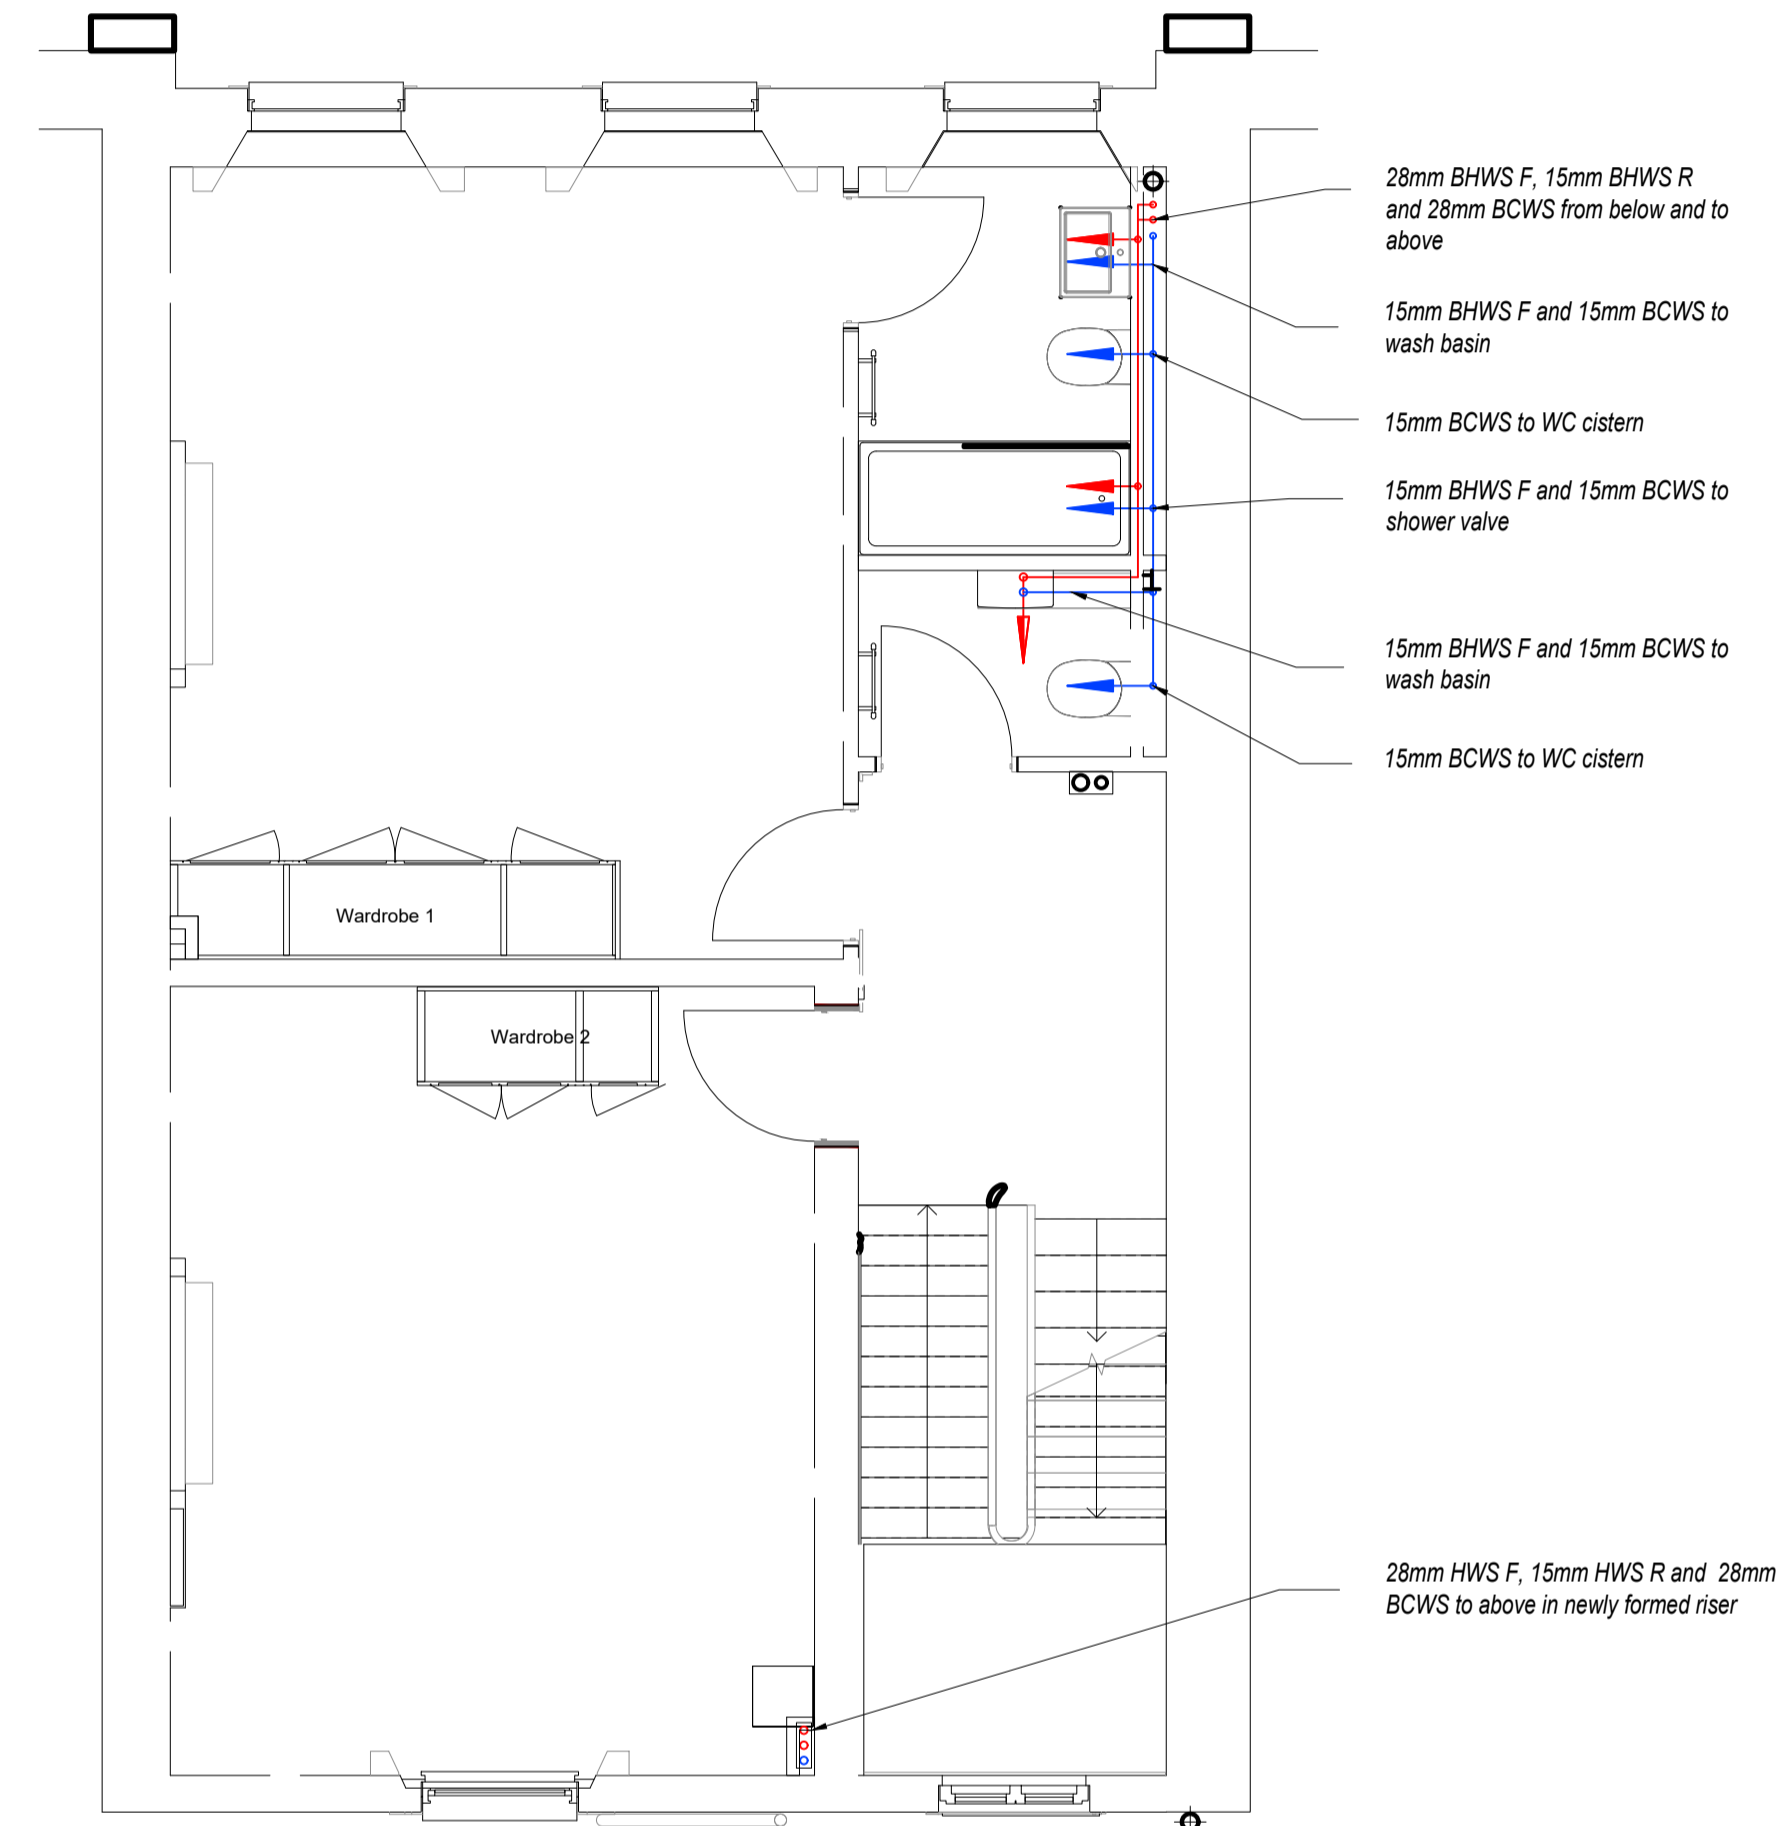 28mm BHWS F, 15mm BHWS R
and 28mm BCWS from below and to
above
15mm BHWS F and 15mm BCWS to
wash basin
15mm BCWS to WC cistern
15mm BHWS F and 15mm BCWS to
shower valve
15mm BHWS F and 15mm BCWS to
wash basin
15mm BCWS to WC cistern
Wardrobe 1
Wardrobe 2
28mm HWS F, 15mm HWS R and 28mm
BCWS to above in newly formed riser